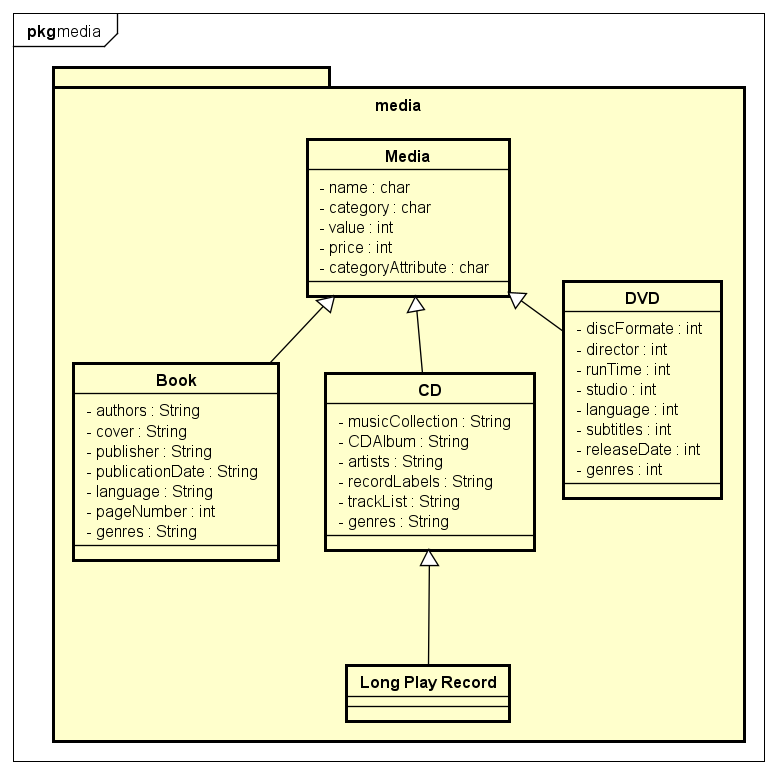 pkg media
media
Media
- name : char
- category : char
- value : int
- price : int
- categoryAttribute : char
Book
- authors : String
- cover : String
- publisher : String
- publicationDate : String
- language : String
- pageNumber : int
- genres : String
CD
- musicCollection : String
- CDAlbum : String
- artists : String
- recordLabels : String
- trackList : String
- genres : String
DVD
- discFormate : int
- director : int
- runTime : int
- studio : int
- language : int
- subtitles : int
- releaseDate : int
- genres : int
Long Play Record